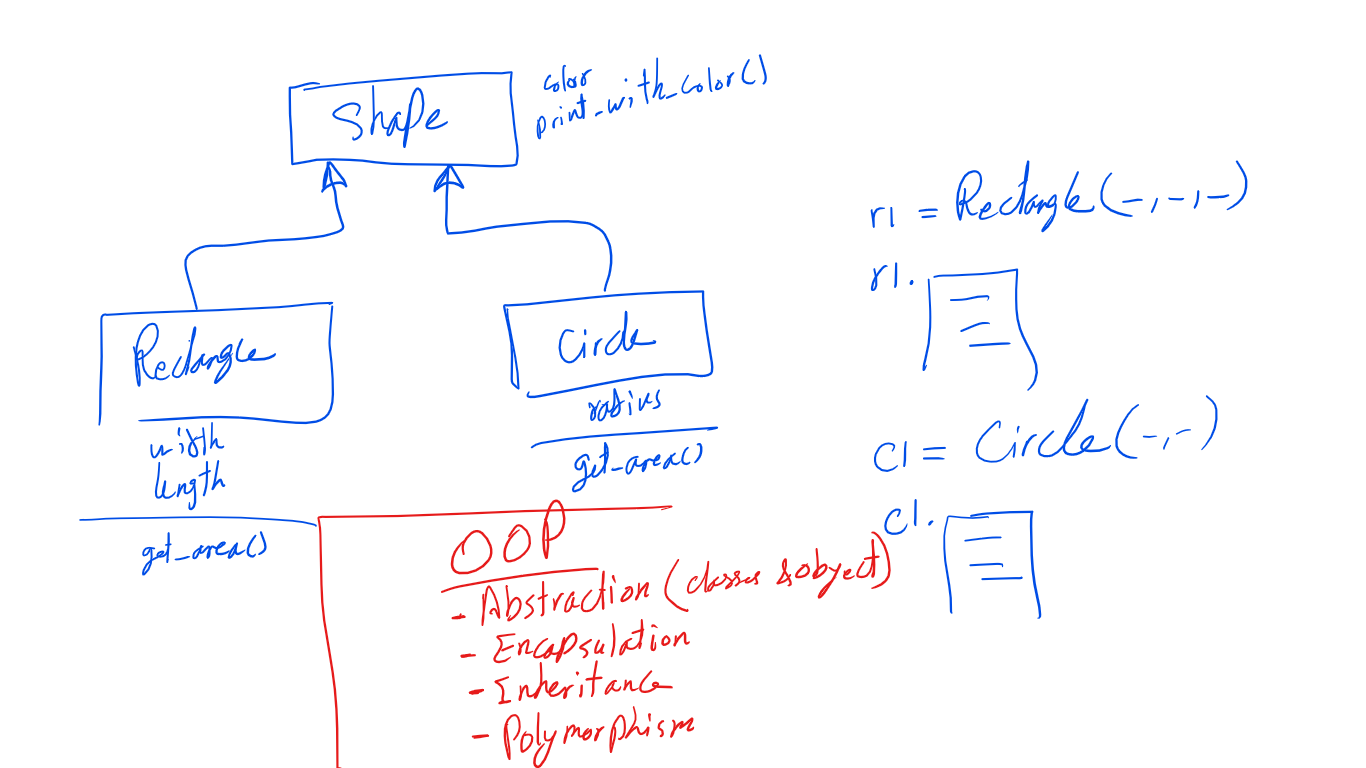 Shape
color
print_with_color()
Rectangle
width
length
get_area()
Circle
radius
get_area()
r1 = Rectangle(-,-,-)
r1.
C1 = Circle(-,-)
C1.
OOP
- Abstraction (classes & object)
- Encapsulation
- Inheritance
- Polymorphism